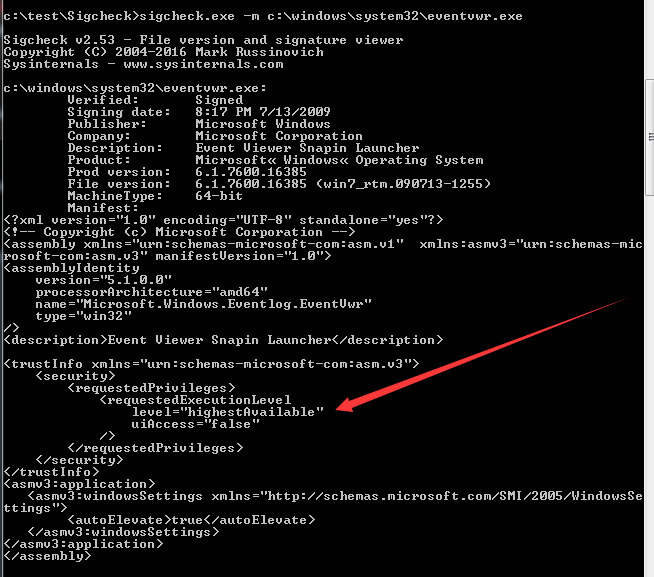 c:\test\Sigcheck>sigcheck.exe -m c:\windows\system32\eventvwr.exe
Sigcheck v2.53 - File version and signature viewer
Copyright (C) 2004-2016 Mark Russinovich
Sysinternals - www.sysinternals.com
c:\windows\system32\eventvwr.exe:
Verified: Signed
Signing date: 8:17 PM 7/13/2009
Publisher: Microsoft Windows
Company: Microsoft Corporation
Description: Event Viewer Snapin Launcher
Product: Microsoft« Windows« Operating System
Prod version: 6.1.7600.16385
File version: 6.1.7600.16385 (win7_rtm.090713-1255)
MachineType: 64-bit
Manifest:
<?xml version="1.0" encoding="UTF-8" standalone="yes"?>
<!-- Copyright (c) Microsoft Corporation -->
<assembly xmlns="urn:schemas-microsoft-com:asm.v1"  xmlns:asmv3="urn:schemas-mic
rosoft-com:asm.v3" manifestVersion="1.0">
<assemblyIdentity
version="5.1.0.0"
processorArchitecture="amd64"
name="Microsoft.Windows.Eventlog.EventVwr"
type="win32"
/>
<description>Event Viewer Snapin Launcher</description>
<trustInfo xmlns="urn:schemas-microsoft-com:asm.v3">
<security>
<requestedPrivileges>
<requestedExecutionLevel
level="highestAvailable"
uiAccess="false"
/>
</requestedPrivileges>
</security>
</trustInfo>
<asmv3:application>
<asmv3:windowsSettings xmlns="http://schemas.microsoft.com/SMI/2005/WindowsSe
ttings">
<autoElevate>true</autoElevate>
</asmv3:windowsSettings>
</asmv3:application>
</assembly>